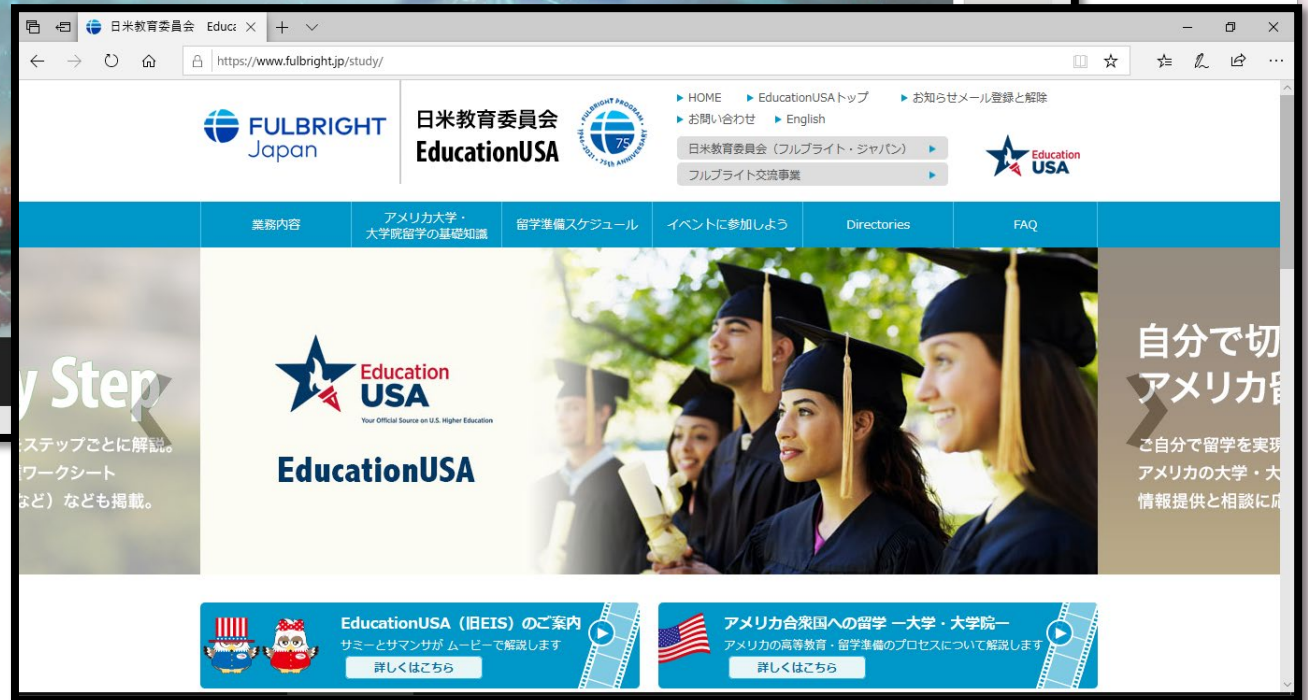 日米教育委員会 Educa
https://www.fulbright.jp/study/
FULBRIGHT
Japan
日米教育委員会
EducationUSA
FULBRIGHT PROGRAM
75
1946-2021・75th ANNIVERSARY
HOME EducationUSAトップ お知らせメール登録と解除
お問い合わせ English
日米教育委員会（フルブライト・ジャパン）
フルブライト交流事業
Education
USA
業務内容
アメリカ大学・
大学院留学の基礎知識
留学準備スケジュール
イベントに参加しよう
Directories
FAQ
y Step
ステップごとに解説。
ワークシート
など）なども掲載。
Education
USA
Your Official Source on U.S. Higher Education
EducationUSA
自分で切
アメリカ
ご自分で留学を実現
アメリカの大学・大
情報提供と相談に
EducationUSA（旧EIS）のご案内
サミーとサマンサが ムービーで解説します
詳しくはこちら
アメリカ合衆国への留学 ー大学・大学院ー
アメリカの高等教育・留学準備のプロセスについて解説します
詳しくはこちら